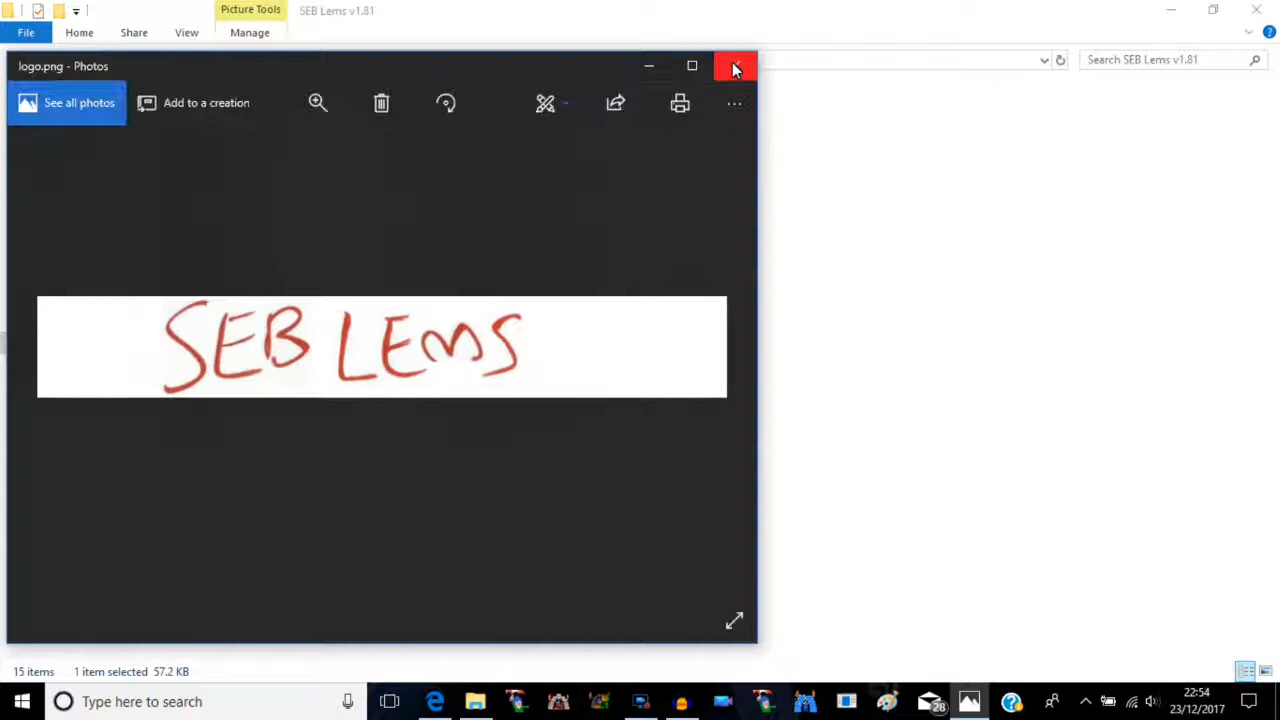 Picture Tools
SEB Lems v1.81
File
Home
Share
View
Manage
logo.png - Photos
Search SEB Lems v1.81
See all photos
Add to a creation
SEB LEmS
15 items
1 item selected 57.2 KB
Type here to search
28
22:54
23/12/2017